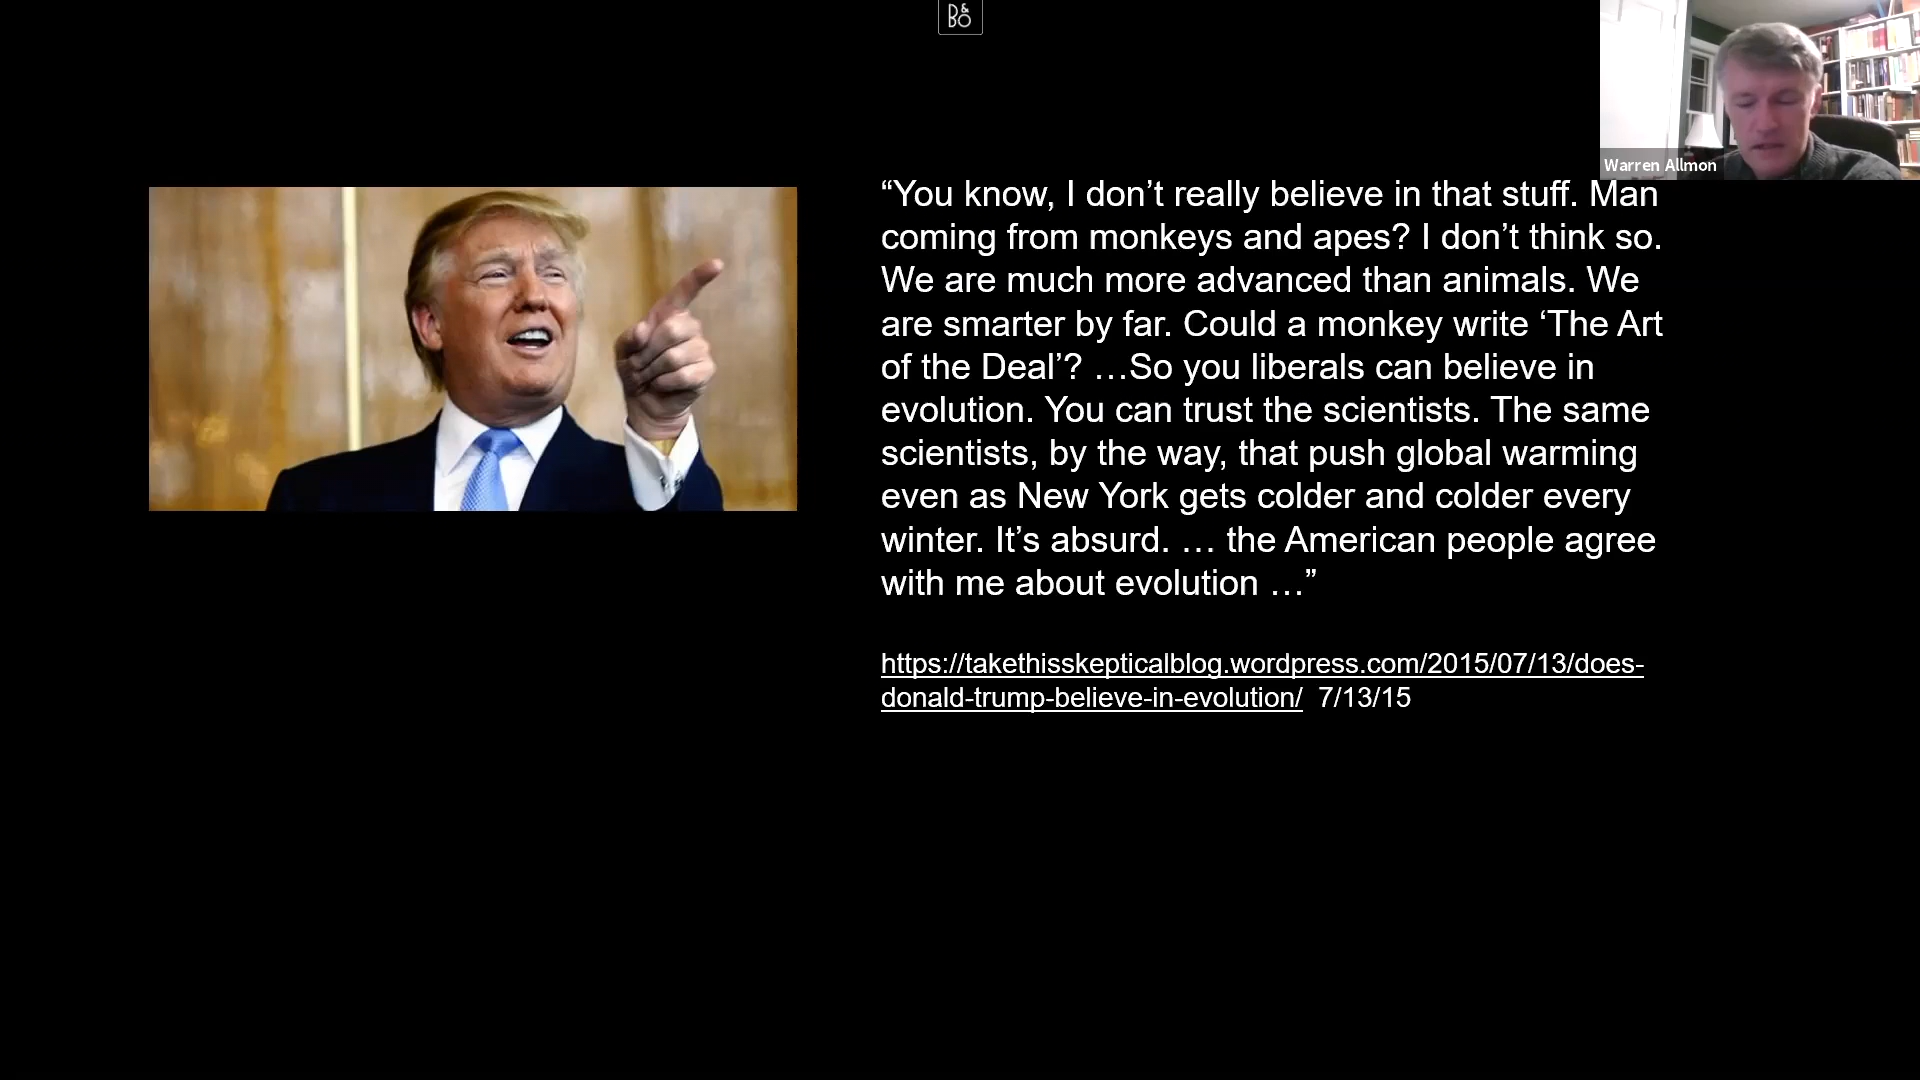 B&O
Warren Allmon
“You know, I don’t really believe in that stuff. Man
coming from monkeys and apes? I don’t think so.
We are much more advanced than animals. We
are smarter by far. Could a monkey write ‘The Art
of the Deal’? …So you liberals can believe in
evolution. You can trust the scientists. The same
scientists, by the way, that push global warming
even as New York gets colder and colder every
winter. It’s absurd. … the American people agree
with me about evolution …”
https://takethisskepticalblog.wordpress.com/2015/07/13/does-
donald-trump-believe-in-evolution/ 7/13/15